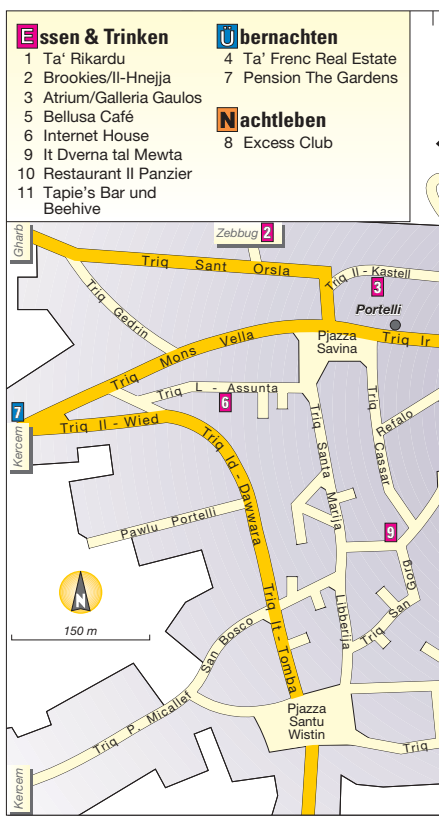 Essen & Trinken
1 Ta' Rikardu
2 Brookies/Il-Hnejja
3 Atrium/Galleria Gaulos
5 Bellusa Café
6 Internet House
9 It Dverna tal Mewta
10 Restaurant Il Panzier
11 Tapie's Bar und
Beehive
Übernachten
4 Ta' Frenc Real Estate
7 Pension The Gardens
Nachtleben
8 Excess Club
Gharb
Zebbug 2
Triq Sant Orsla
Triq Il - Kastell
3
Triq Gedrin
Portelli
Triq Mons Vella
Pjazza
Savina
Triq Ir
Triq L - Assunta
7
6
Kercem
Triq Il - Wied
Triq Id - Dawwara
Triq Santa Marija
Triq Cassar
Refalo
Pawlu Portelli
9
Gorg
N
150 m
Triq It - Tomba
Libberija
Triq San
San Bosco
Triq P. Micallef
Pjazza
Santu
Wistin
Triq
Kercem